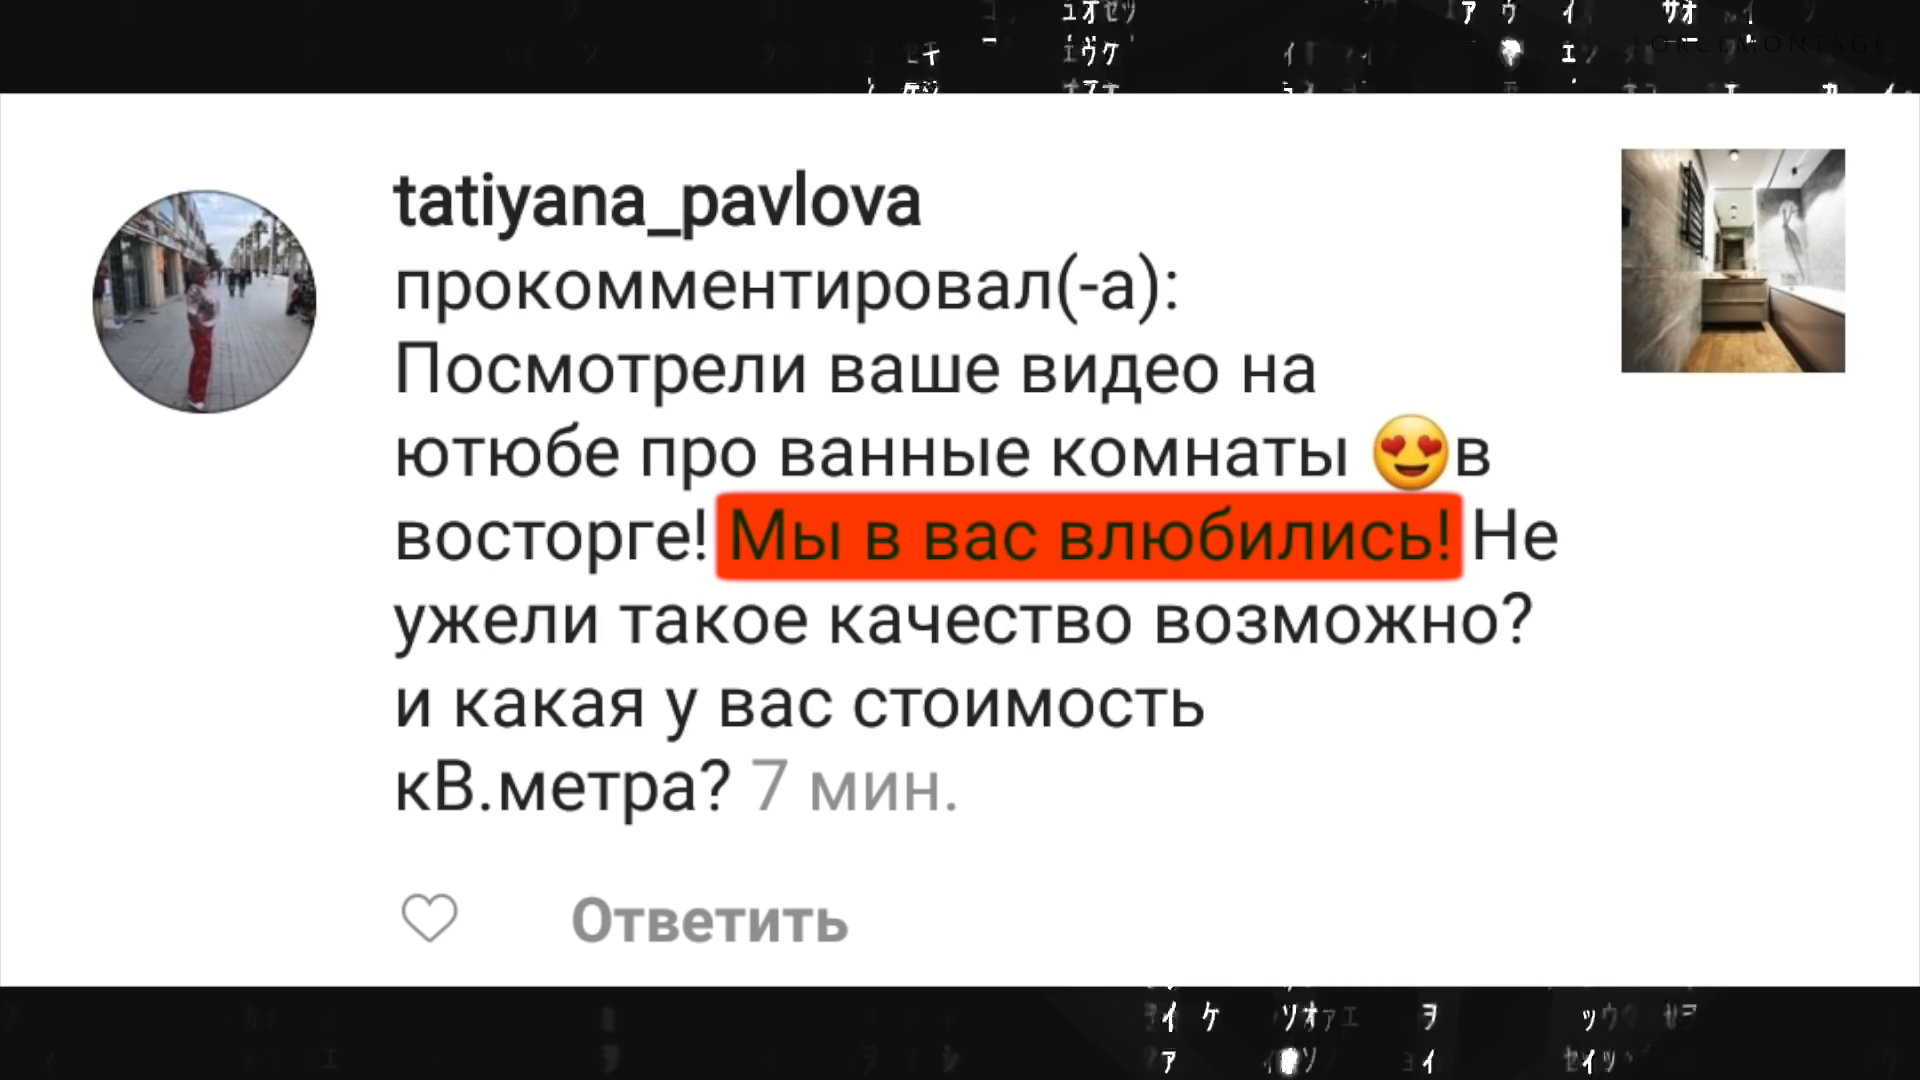 FORCEMONTAGE
tatiyana_pavlova
прокомментировал(-а):
Посмотрели ваше видео на
ютюбе про ванные комнаты 😍в
восторге! Мы в вас влюбились! Не
ужели такое качество возможно?
и какая у вас стоимость
кВ.метра? 7 мин.
Ответить